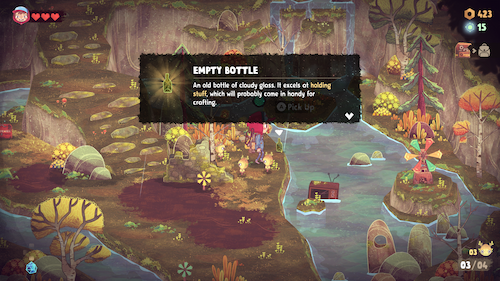 423
15
EMPTY BOTTLE
An old bottle of cloudy glass. It excels at holding
stuff, which will probably come in handy for
crafting.
Pick Up
03
03/04